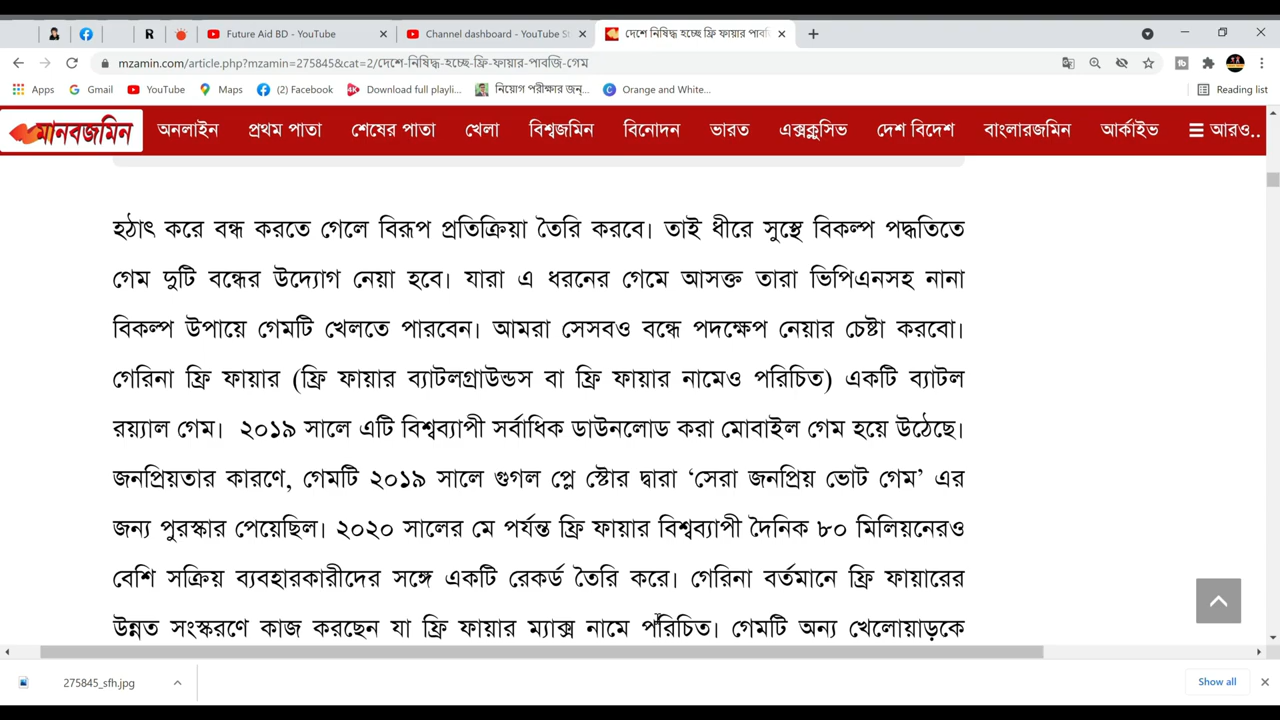 R Future Aid BD - YouTube Channel dashboard - YouTube St দেশে নিষিদ্ধ হচ্ছে ফ্রি ফায়ার পাবজি
mzamin.com/article.php?mzamin=275845&cat=2/দেশে-নিষিদ্ধ-হচ্ছে-ফ্রি-ফায়ার-পাবজি-গেম
Apps Gmail YouTube Maps (2) Facebook Download full playli... নিয়োগ পরীক্ষার জন্... Orange and White... Reading list
মানবজমিন অনলাইন প্রথম পাতা শেষের পাতা খেলা বিশ্বজমিন বিনোদন ভারত এক্সক্লুসিভ দেশ বিদেশ বাংলারজমিন আর্কাইভ আরও..
হঠাৎ করে বন্ধ করতে গেলে বিরূপ প্রতিক্রিয়া তৈরি করবে। তাই ধীরে সুস্থে বিকল্প পদ্ধতিতে
গেম দুটি বন্ধের উদ্যোগ নেয়া হবে। যারা এ ধরনের গেমে আসক্ত তারা ভিপিএনসহ নানা
বিকল্প উপায়ে গেমটি খেলতে পারবেন। আমরা সেসবও বন্ধে পদক্ষেপ নেয়ার চেষ্টা করবো।
গেরিনা ফ্রি ফায়ার (ফ্রি ফায়ার ব্যাটলগ্রাউন্ডস বা ফ্রি ফায়ার নামেও পরিচিত) একটি ব্যাটল
রয়্যাল গেম। ২০১৯ সালে এটি বিশ্বব্যাপী সর্বাধিক ডাউনলোড করা মোবাইল গেম হয়ে উঠেছে।
জনপ্রিয়তার কারণে, গেমটি ২০১৯ সালে গুগল প্লে স্টোর দ্বারা ‘সেরা জনপ্রিয় ভোট গেম’ এর
জন্য পুরস্কার পেয়েছিল। ২০২০ সালের মে পর্যন্ত ফ্রি ফায়ার বিশ্বব্যাপী দৈনিক ৮০ মিলিয়নেরও
বেশি সক্রিয় ব্যবহারকারীদের সঙ্গে একটি রেকর্ড তৈরি করে। গেরিনা বর্তমানে ফ্রি ফায়ারের
উন্নত সংস্করণে কাজ করছেন যা ফ্রি ফায়ার ম্যাক্স নামে পরিচিত। গেমটি অন্য খেলোয়াড়কে
275845_sfh.jpg Show all